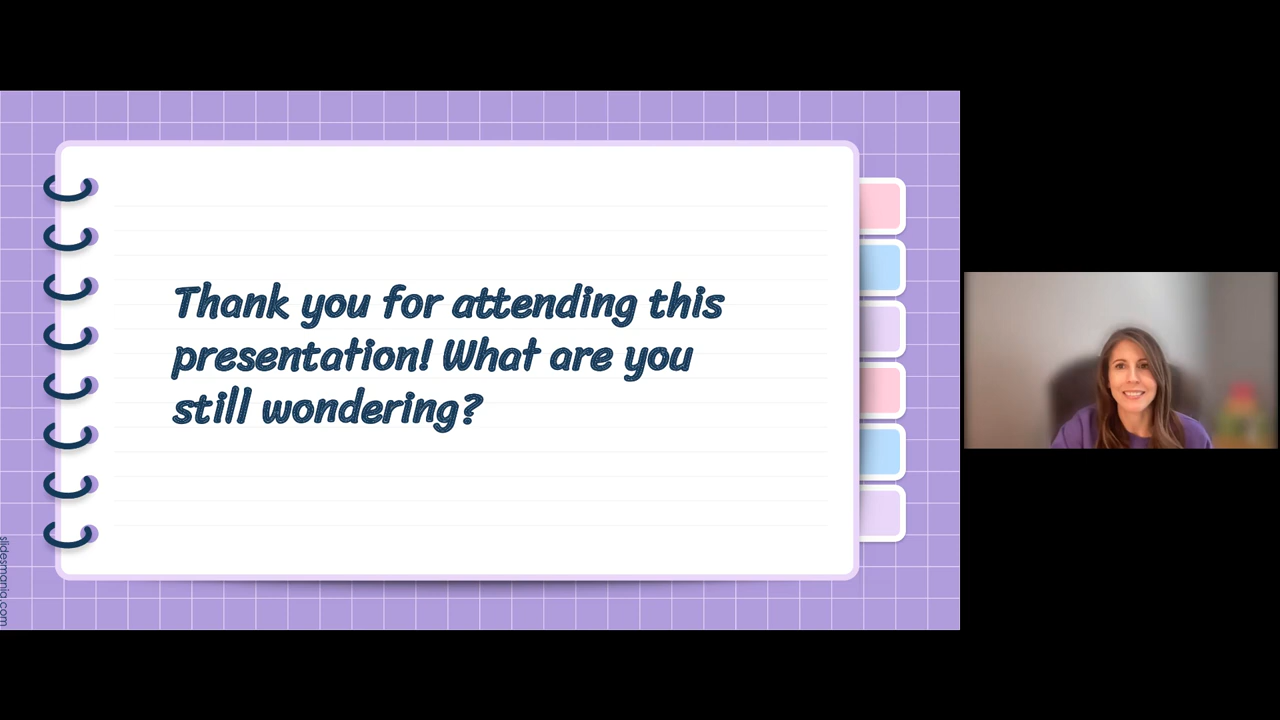 Thank you for attending this
presentation! What are you
still wondering?
slidesmania.com